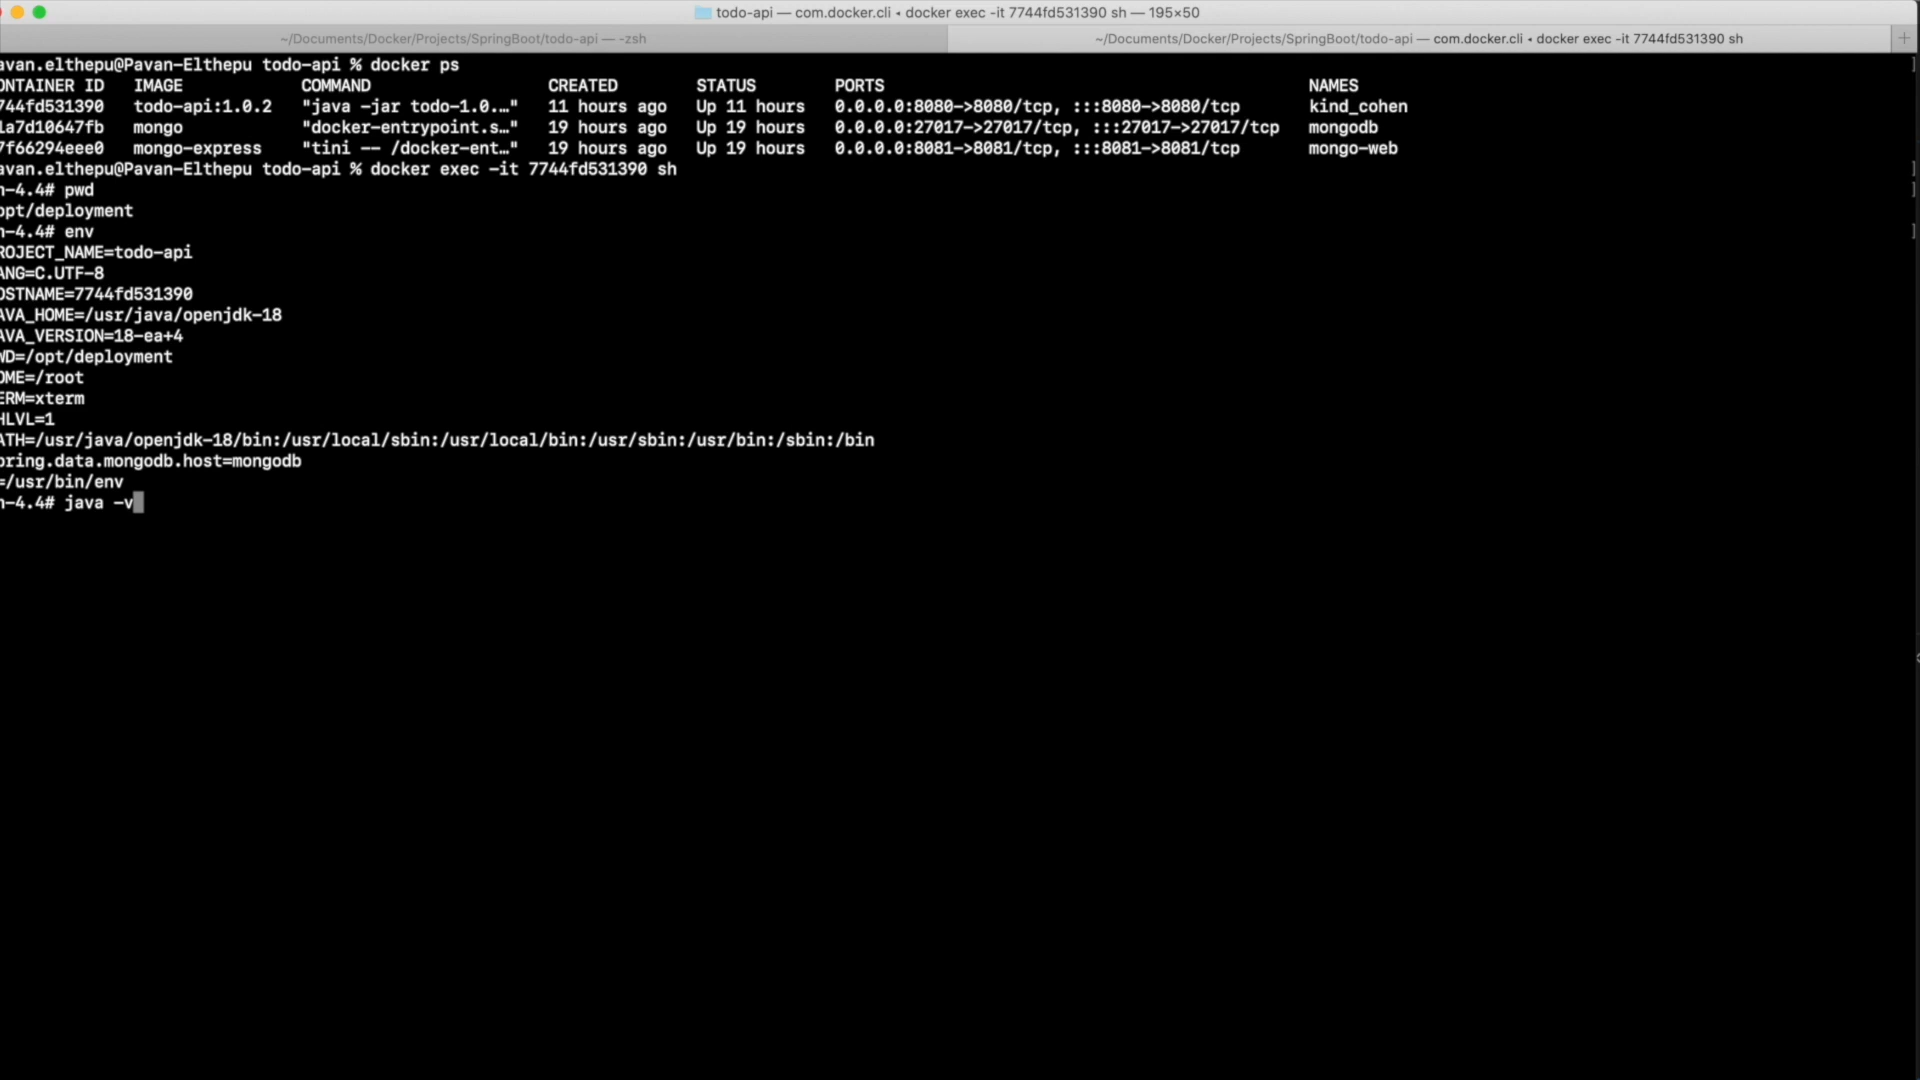 todo-api — com.docker.cli ◂ docker exec -it 7744fd531390 sh — 195×50
~/Documents/Docker/Projects/SpringBoot/todo-api — -zsh
~/Documents/Docker/Projects/SpringBoot/todo-api — com.docker.cli ◂ docker exec -it 7744fd531390 sh
avan.elthepu@Pavan-Elthepu todo-api % docker ps
ONTAINER ID IMAGE COMMAND CREATED STATUS PORTS NAMES
744fd531390 todo-api:1.0.2 "java -jar todo-1.0.…" 11 hours ago Up 11 hours 0.0.0.0:8080->8080/tcp, :::8080->8080/tcp kind_cohen
1a7d10647fb mongo "docker-entrypoint.s…" 19 hours ago Up 19 hours 0.0.0.0:27017->27017/tcp, :::27017->27017/tcp mongodb
7f66294eee0 mongo-express "tini -- /docker-ent…" 19 hours ago Up 19 hours 0.0.0.0:8081->8081/tcp, :::8081->8081/tcp mongo-web
avan.elthepu@Pavan-Elthepu todo-api % docker exec -it 7744fd531390 sh
h-4.4# pwd
opt/deployment
h-4.4# env
ROJECT_NAME=todo-api
ANG=C.UTF-8
OSTNAME=7744fd531390
AVA_HOME=/usr/java/openjdk-18
AVA_VERSION=18-ea+4
WD=/opt/deployment
OME=/root
ERM=xterm
HLVL=1
ATH=/usr/java/openjdk-18/bin:/usr/local/sbin:/usr/local/bin:/usr/sbin:/usr/bin:/sbin:/bin
pring.data.mongodb.host=mongodb
=/usr/bin/env
h-4.4# java -v